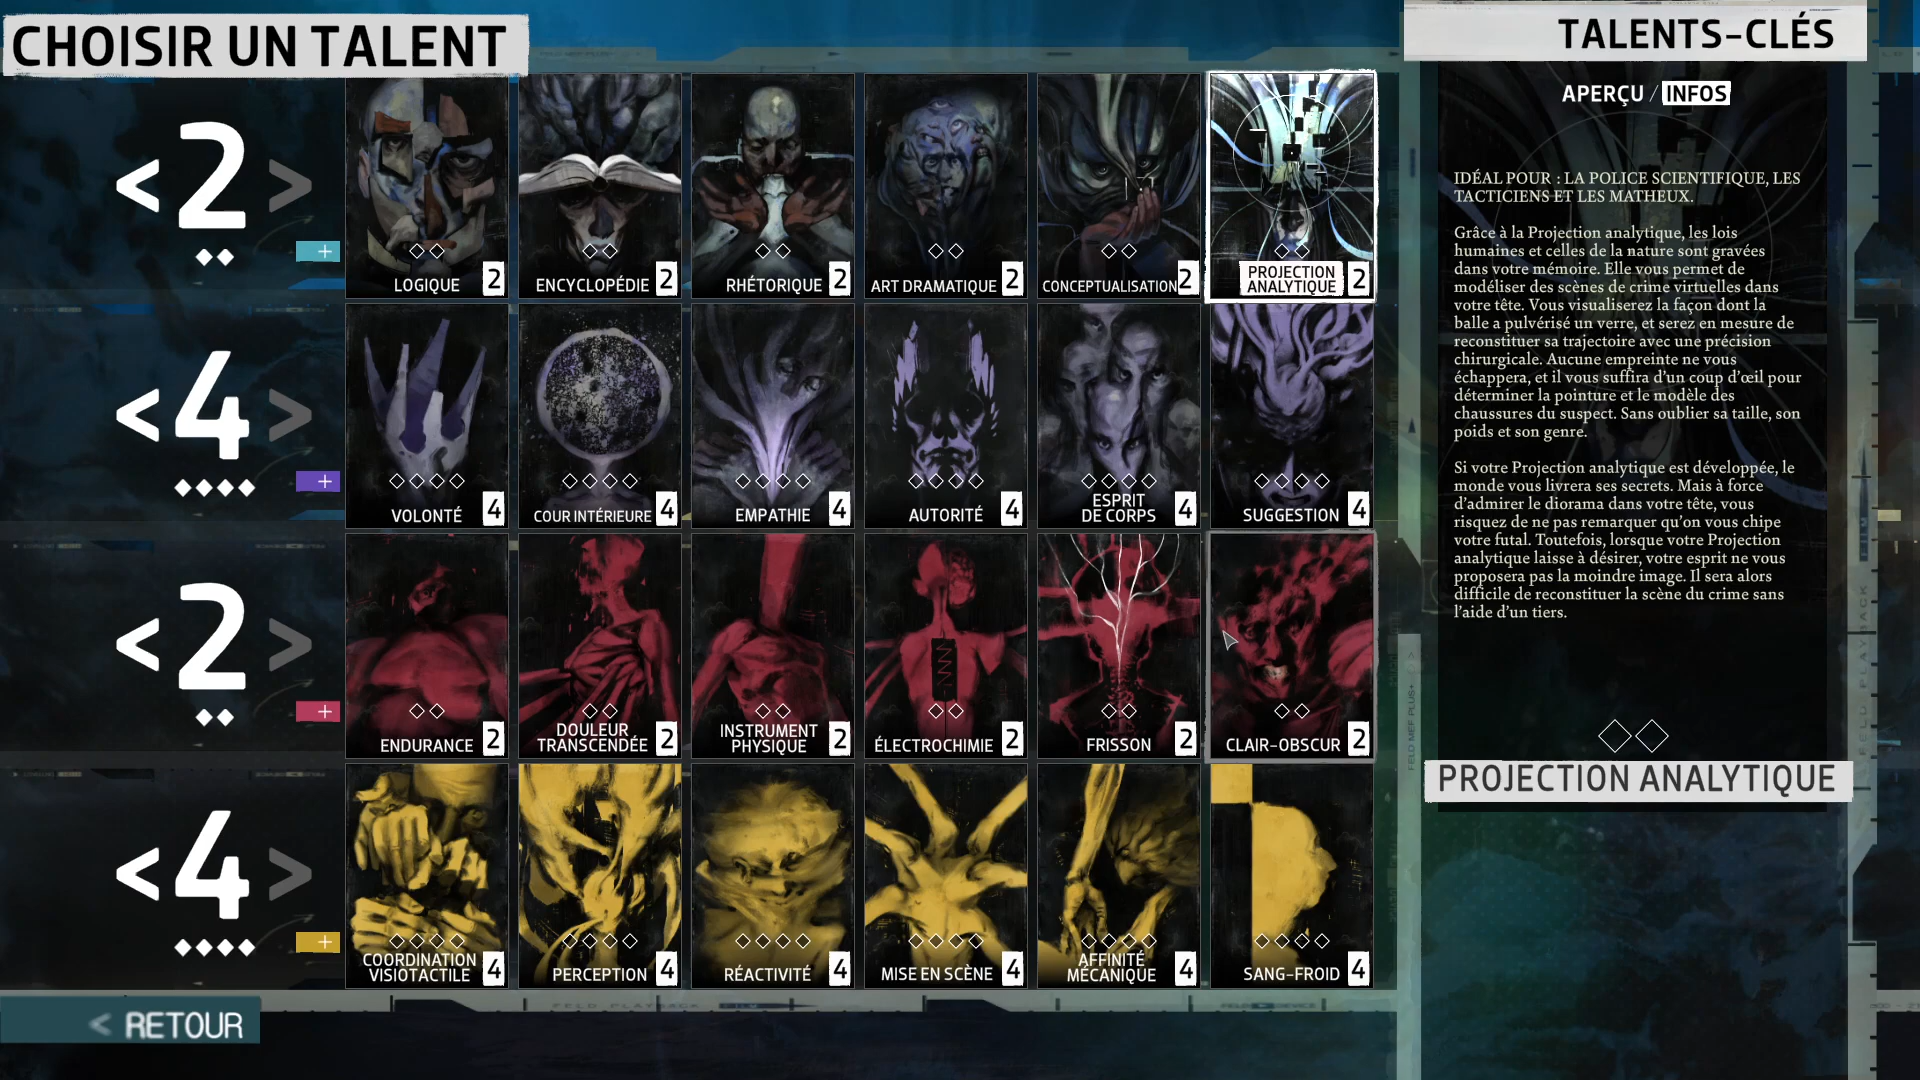 CHOISIR UN TALENT
TALENTS-CLÉS
APERÇU / INFOS
< 2 >
+
LOGIQUE 2
ENCYCLOPÉDIE 2
RHÉTORIQUE 2
ART DRAMATIQUE 2
CONCEPTUALISATION 2
PROJECTION
ANALYTIQUE 2
< 4 >
+
VOLONTÉ 4
COUR INTÉRIEURE 4
EMPATHIE 4
AUTORITÉ 4
ESPRIT
DE CORPS 4
SUGGESTION 4
< 2 >
+
ENDURANCE 2
DOULEUR
TRANSCENDÉE 2
INSTRUMENT
PHYSIQUE 2
ÉLECTROCHIMIE 2
FRISSON 2
CLAIR-OBSCUR 2
< 4 >
+
COORDINATION
VISIOTACTILE 4
PERCEPTION 4
RÉACTIVITÉ 4
MISE EN SCÈNE 4
AFFINITÉ
MÉCANIQUE 4
SANG-FROID 4
IDÉAL POUR : LA POLICE SCIENTIFIQUE, LES
TACTICIENS ET LES MATHEUX.
Grâce à la Projection analytique, les lois
humaines et celles de la nature sont gravées
dans votre mémoire. Elle vous permet de
modéliser des scènes de crime virtuelles dans
votre tête. Vous visualiserez la façon dont la
balle a pulvérisé un verre, et serez en mesure de
reconstituer sa trajectoire avec une précision
chirurgicale. Aucune empreinte ne vous
échappera, et il vous suffira d'un coup d'œil pour
déterminer la pointure et le modèle des
chaussures du suspect. Sans oublier sa taille, son
poids et son genre.
Si votre Projection analytique est développée, le
monde vous livrera ses secrets. Mais à force
d'admirer le diorama dans votre tête, vous
risquez de ne pas remarquer qu'on vous chipe
votre futal. Toutefois, lorsque votre Projection
analytique laisse à désirer, votre esprit ne vous
proposera pas la moindre image. Il sera alors
difficile de reconstituer la scène du crime sans
l'aide d'un tiers.
PROJECTION ANALYTIQUE
< RETOUR